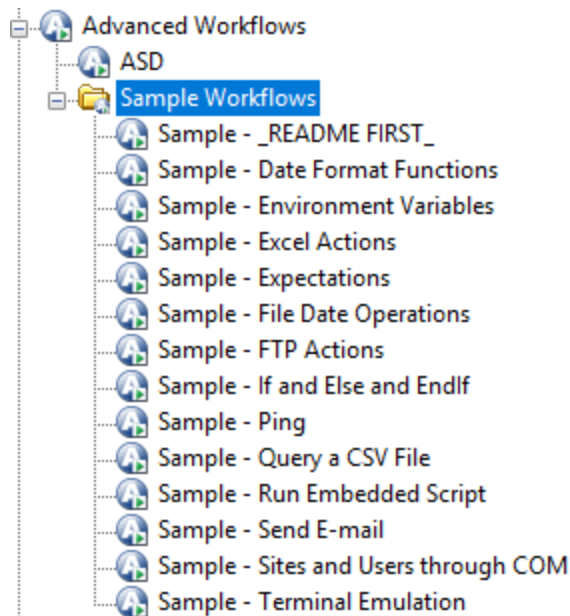 Advanced Workflows
ASD
Sample Workflows
Sample - _README FIRST_
Sample - Date Format Functions
Sample - Environment Variables
Sample - Excel Actions
Sample - Expectations
Sample - File Date Operations
Sample - FTP Actions
Sample - If and Else and EndIf
Sample - Ping
Sample - Query a CSV File
Sample - Run Embedded Script
Sample - Send E-mail
Sample - Sites and Users through COM
Sample - Terminal Emulation